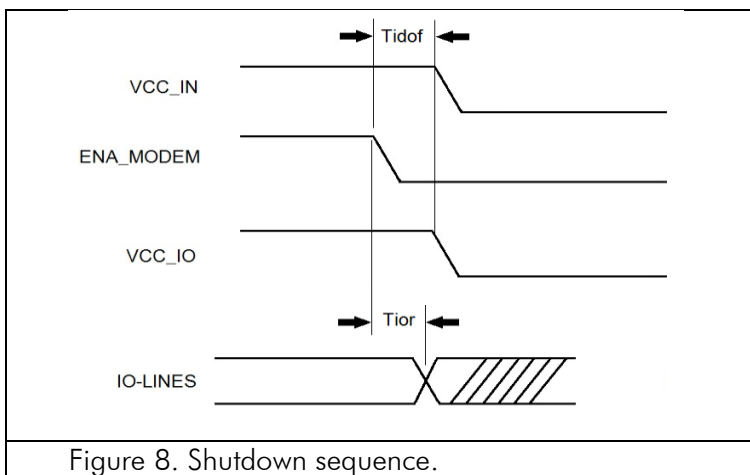 Tidof
VCC_IN
ENA_MODEM
VCC_IO
Tior
IO-LINES
Figure 8. Shutdown sequence.